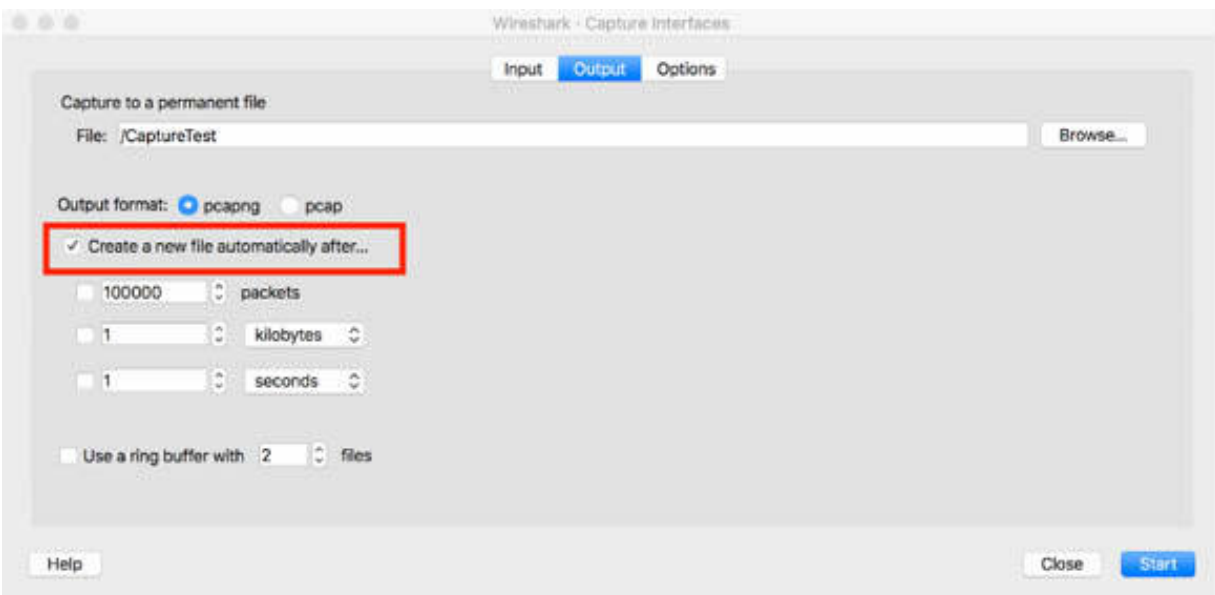 Wireshark · Capture Interfaces
Input Output Options
Capture to a permanent file
File: /CaptureTest Browse...
Output format: pcapng pcap
Create a new file automatically after...
100000 packets
1 kilobytes
1 seconds
Use a ring buffer with 2 files
Help Close Start